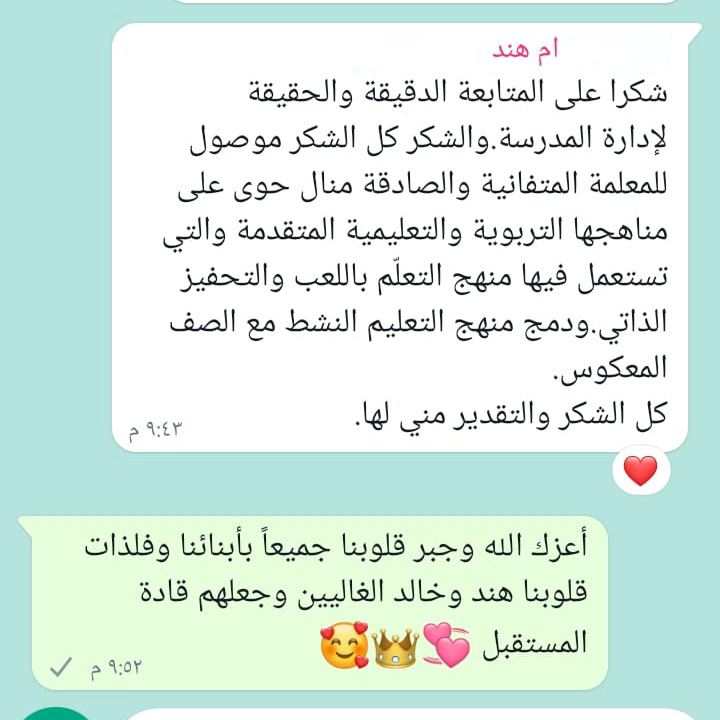 ام هند
شكرا على المتابعة الدقيقة والحقيقة
لإدارة المدرسة.والشكر كل الشكر موصول
للمعلمة المتفانية والصادقة منال حوى على
مناهجها التربوية والتعليمية المتقدمة والتي
تستعمل فيها منهج التعلّم باللعب والتحفيز
الذاتي.ودمج منهج التعليم النشط مع الصف
المعكوس.
كل الشكر والتقدير مني لها.
٩:٤٣ م
❤️
أعزك الله وجبر قلوبنا جميعاً بأبنائنا وفلذات
قلوبنا هند وخالد الغاليين وجعلهم قادة
المستقبل 💞👑🥰
٩:٥٢ م